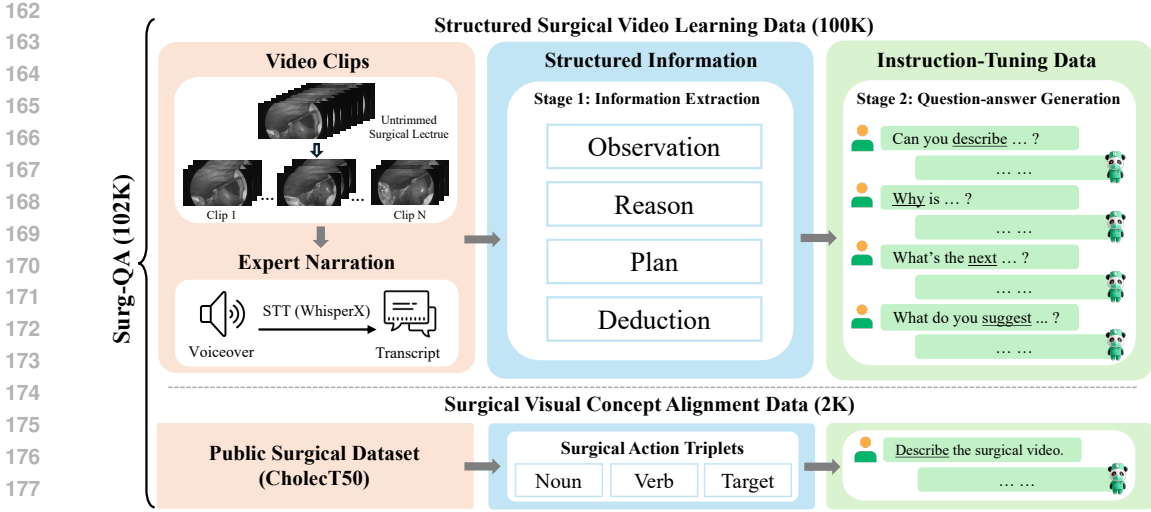 162
163
164
165
166
167
168
169
170
171
172
173
174
175
176
177
Surg-QA (102K)
Structured Surgical Video Learning Data (100K)
Video Clips
Untrimmed
Surgical Lectrue
Clip 1
...
...
Clip N
Expert Narration
STT (WhisperX)
Voiceover
Transcript
Structured Information
Stage 1: Information Extraction
Observation
Reason
Plan
Deduction
Instruction-Tuning Data
Stage 2: Question-answer Generation
Can you describe … ?
… …
Why is … ?
… …
What's the next … ?
… …
What do you suggest ... ?
… …
Surgical Visual Concept Alignment Data (2K)
Public Surgical Dataset
(CholecT50)
Surgical Action Triplets
Noun
Verb
Target
Describe the surgical video.
… …